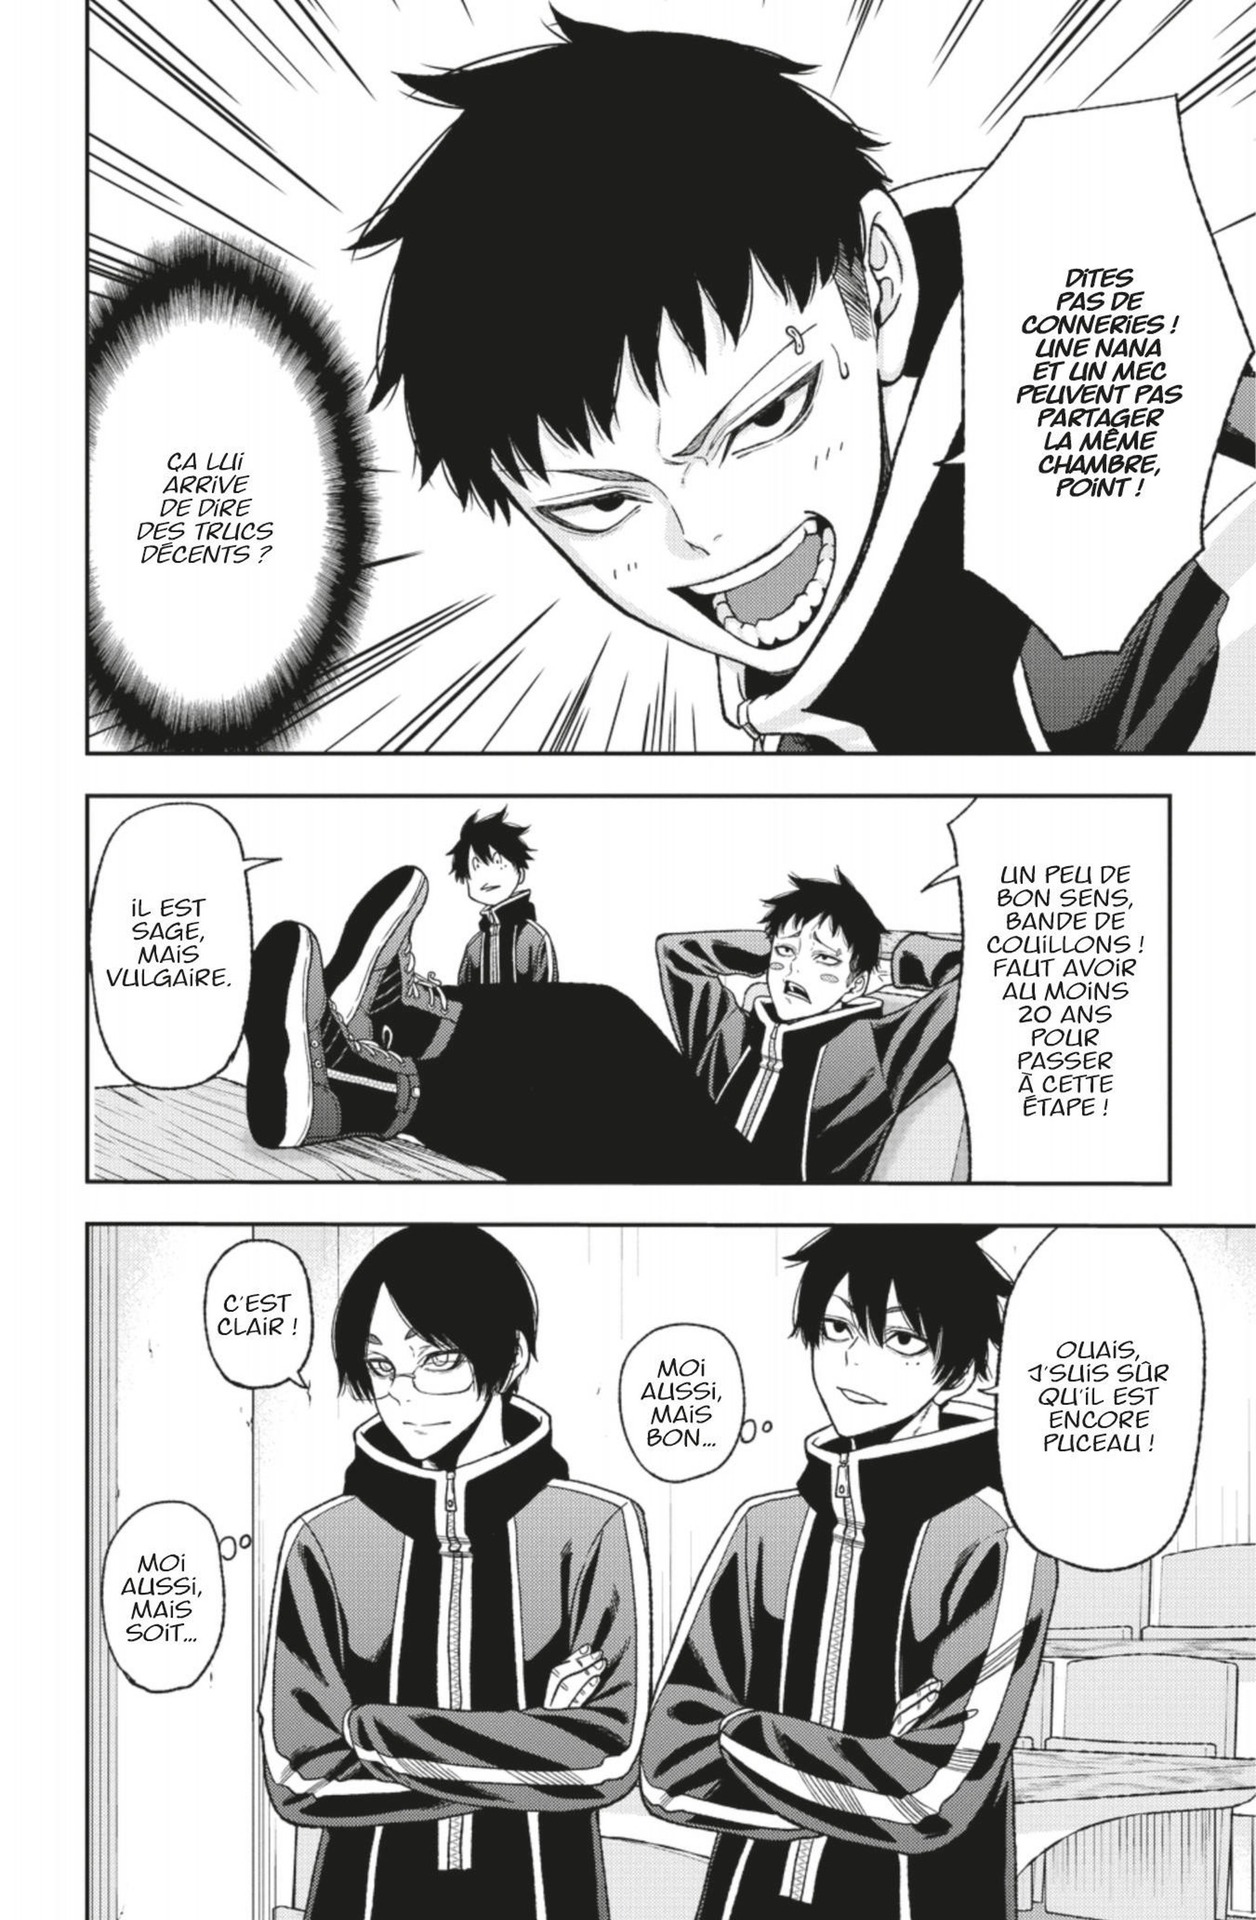 DITES
PAS DE
CONNERIES !
UNE NANA
ET UN MEC
PEUVENT PAS
PARTAGER
LA MÊME
CHAMBRE,
POINT !
ÇA LUI
ARRIVE
DE DIRE
DES TRUCS
DÉCENTS ?
UN PEU DE
BON SENS,
BANDE DE
COUILLONS !
FAUT AVOIR
AU MOINS
20 ANS
POUR
PASSER
À CETTE
ÉTAPE !
IL EST
SAGE,
MAIS
VULGAIRE.
OUAIS,
J'SUIS SÛR
QU'IL EST
ENCORE
PUCEAU !
MOI
AUSSI,
MAIS
BON...
C'EST
CLAIR !
MOI
AUSSI,
MAIS
SOIT...